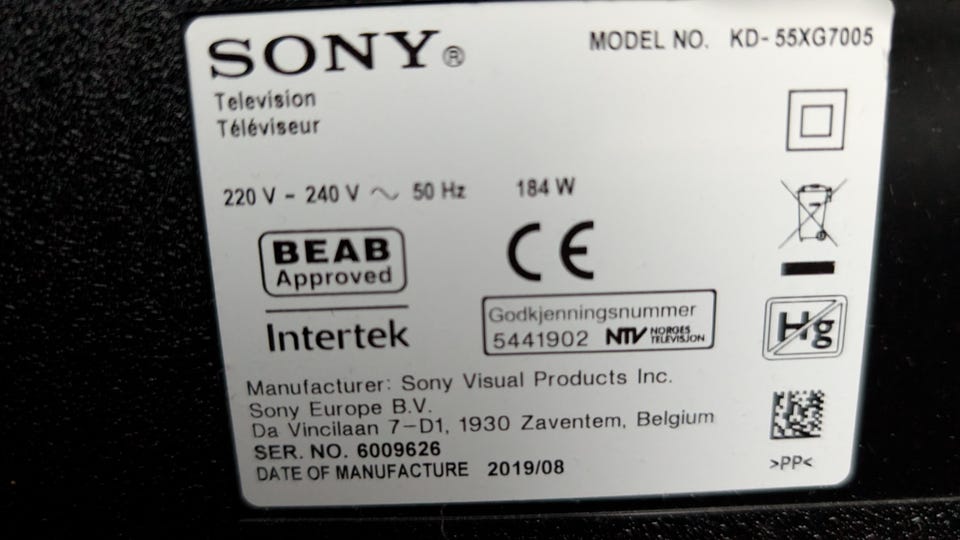 SONY®
MODEL NO. KD-55XG7005
Television
Téléviseur
220 V - 240 V ~ 50 Hz 184 W
BEAB
Approved
CE
Intertek
Godkjenningsnummer
5441902 NTV NORGES TELEVISJON
Hg
Manufacturer: Sony Visual Products Inc.
Sony Europe B.V.
Da Vincilaan 7-D1, 1930 Zaventem, Belgium
SER. NO. 6009626
DATE OF MANUFACTURE 2019/08
>PP<